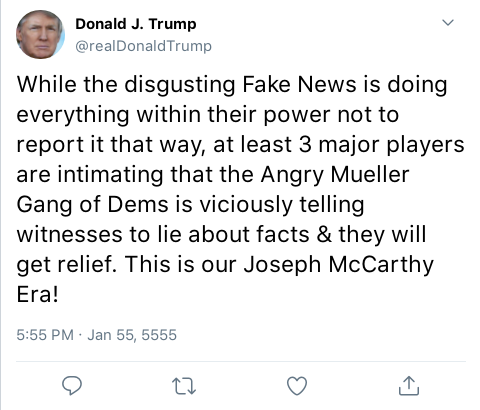 Donald J. Trump
@realDonaldTrump
While the disgusting Fake News is doing
everything within their power not to
report it that way, at least 3 major players
are intimating that the Angry Mueller
Gang of Dems is viciously telling
witnesses to lie about facts & they will
get relief. This is our Joseph McCarthy
Era!
5:55 PM · Jan 55, 5555